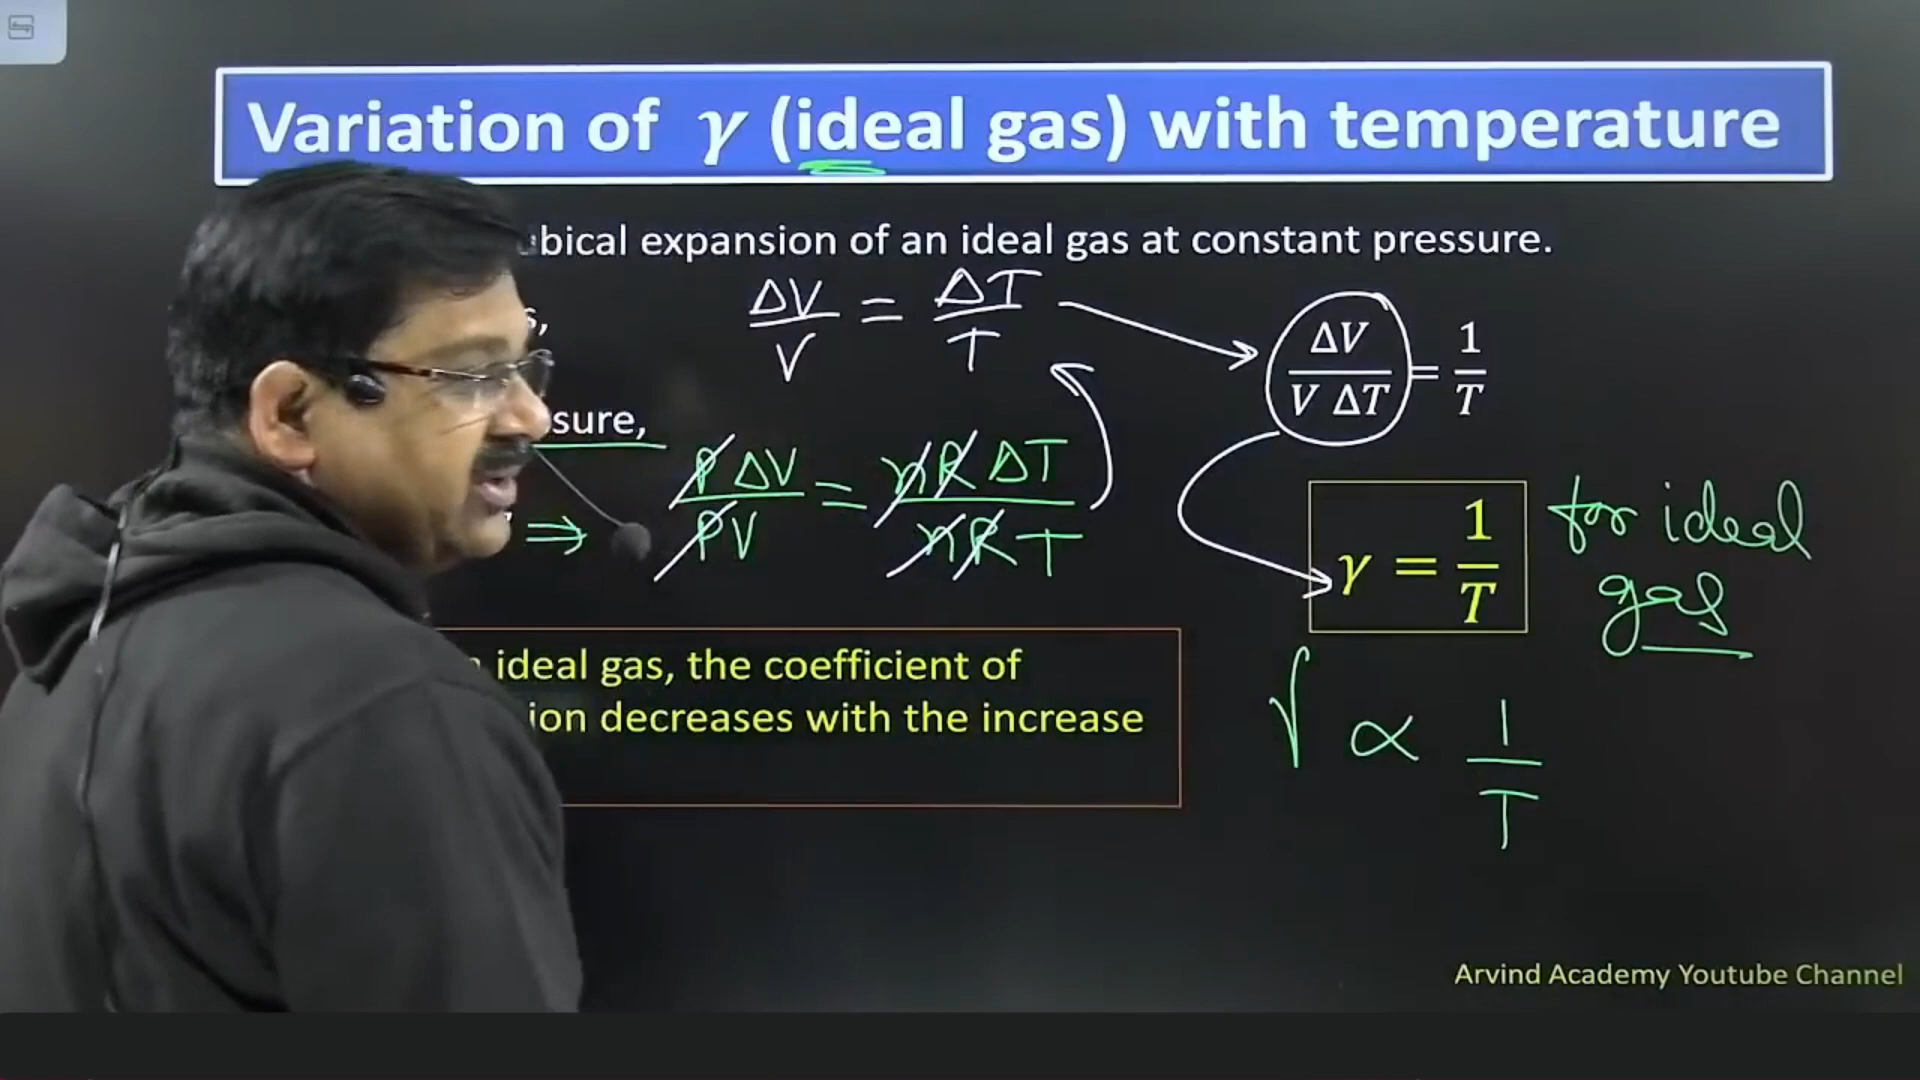 Variation of γ (ideal gas) with temperature
bical expansion of an ideal gas at constant pressure.
s,
ΔV/V = ΔT/T
ΔV/(V ΔT) = 1/T
sure,
⇒ PΔV/PV = nRΔT/nRT
γ = 1/T for ideal gas
ideal gas, the coefficient of
ion decreases with the increase
γ ∝ 1/T
Arvind Academy Youtube Channel